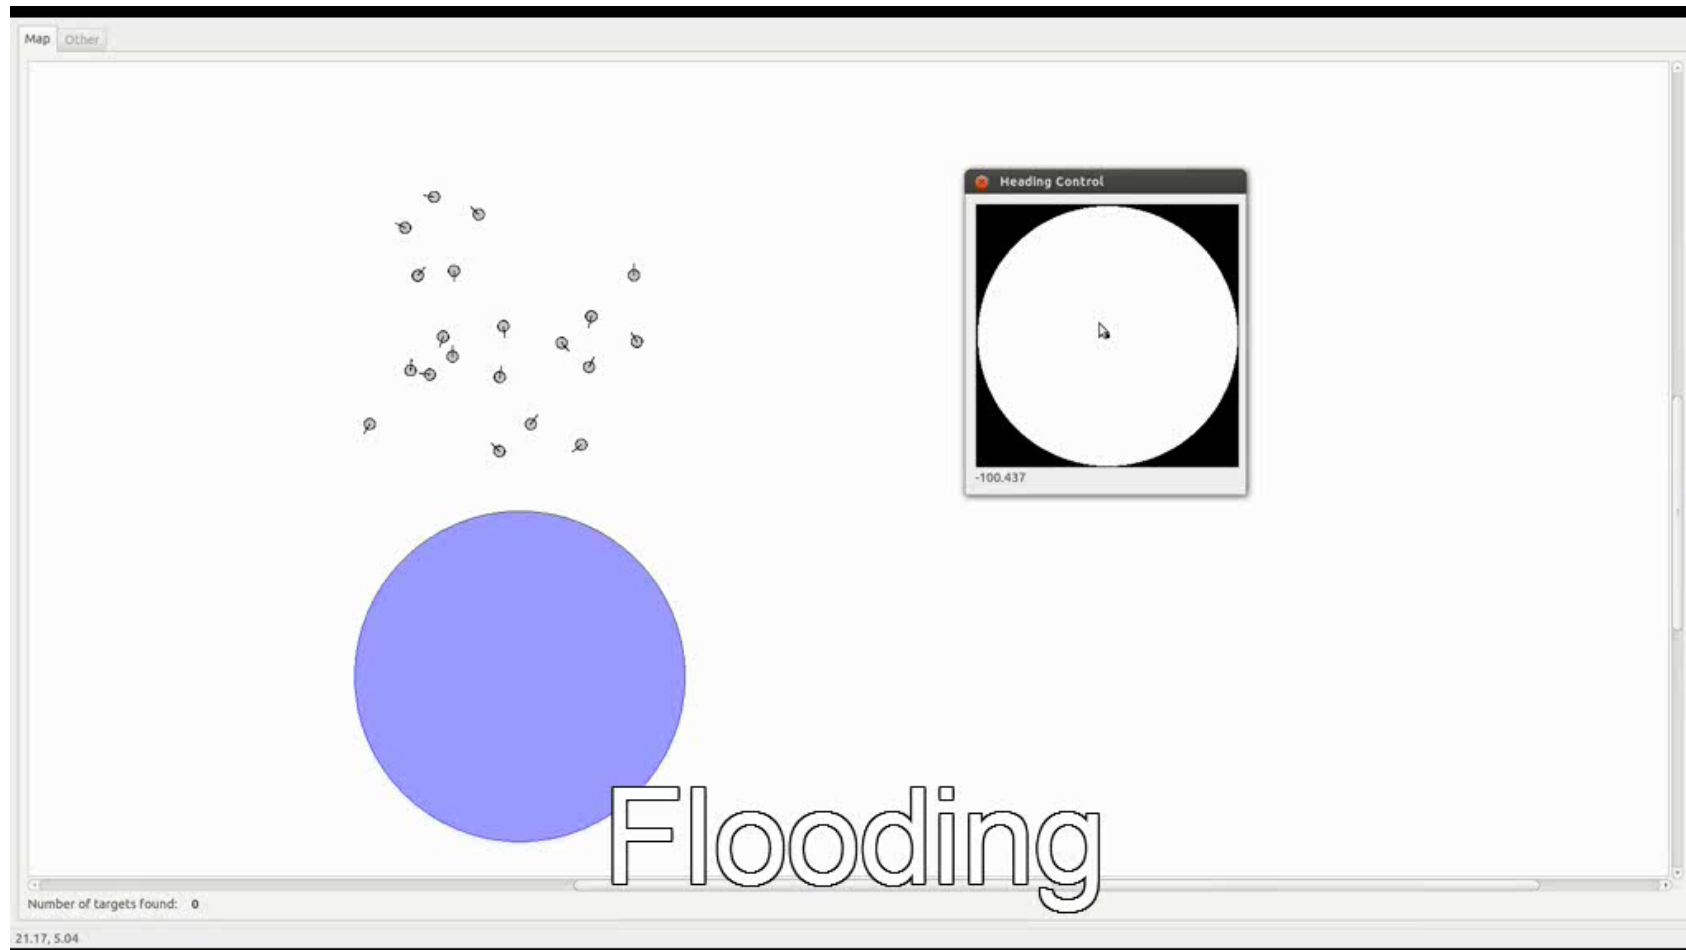 Map Other
Heading Control
-100.437
Flooding
Number of targets found: 0
21.17, 5.04